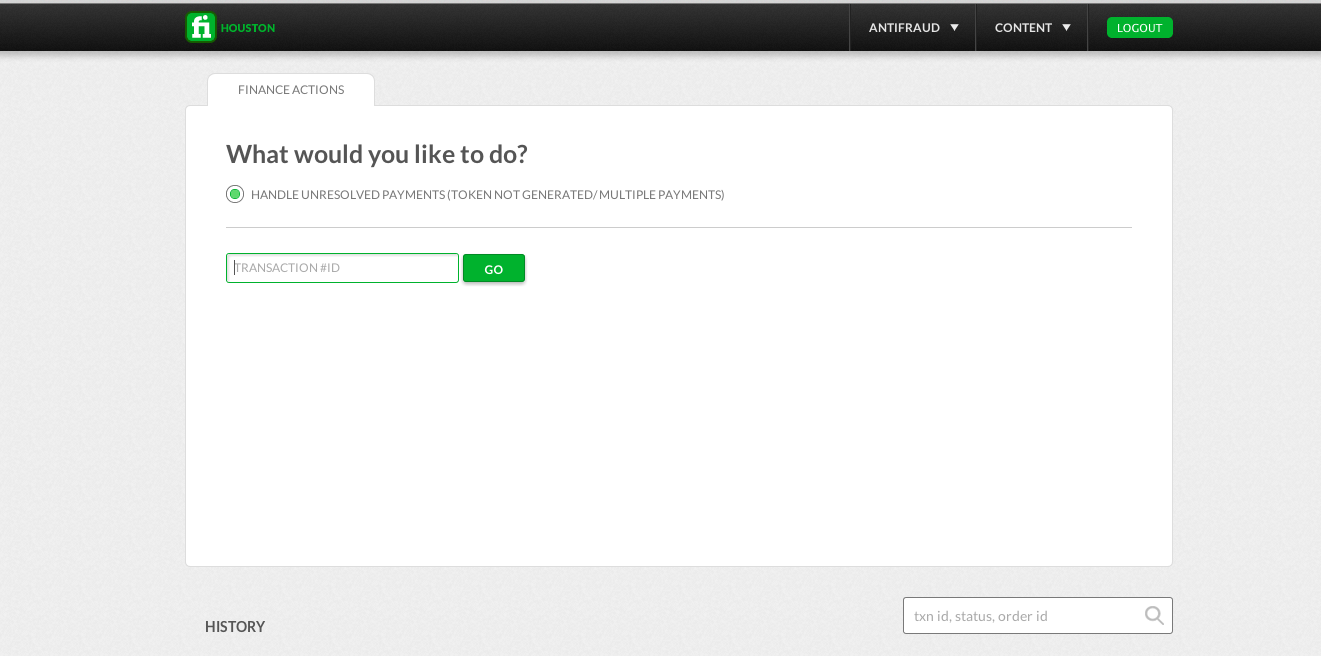 fi HOUSTON
ANTIFRAUD CONTENT LOGOUT
FINANCE ACTIONS
What would you like to do?
HANDLE UNRESOLVED PAYMENTS (TOKEN NOT GENERATED/ MULTIPLE PAYMENTS)
TRANSACTION #ID GO
txn id, status, order id
HISTORY